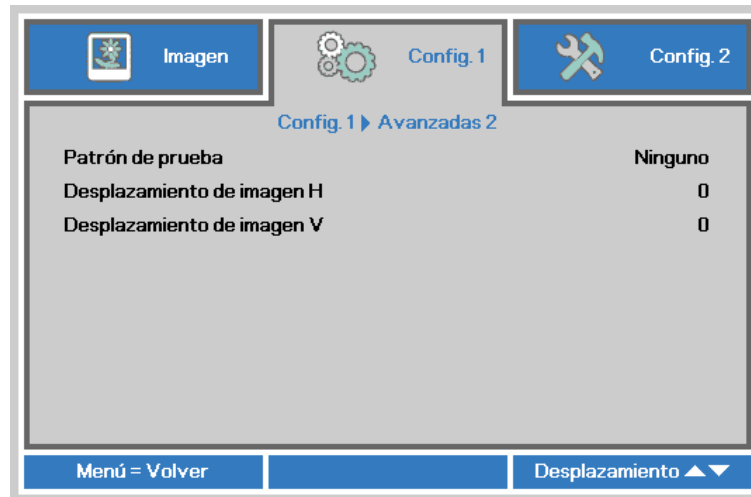 Imagen
Config. 1
Config. 2
Config. 1 ▶ Avanzadas 2
Patrón de prueba Ninguno
Desplazamiento de imagen H 0
Desplazamiento de imagen V 0
Menú = Volver
Desplazamiento ▲▼